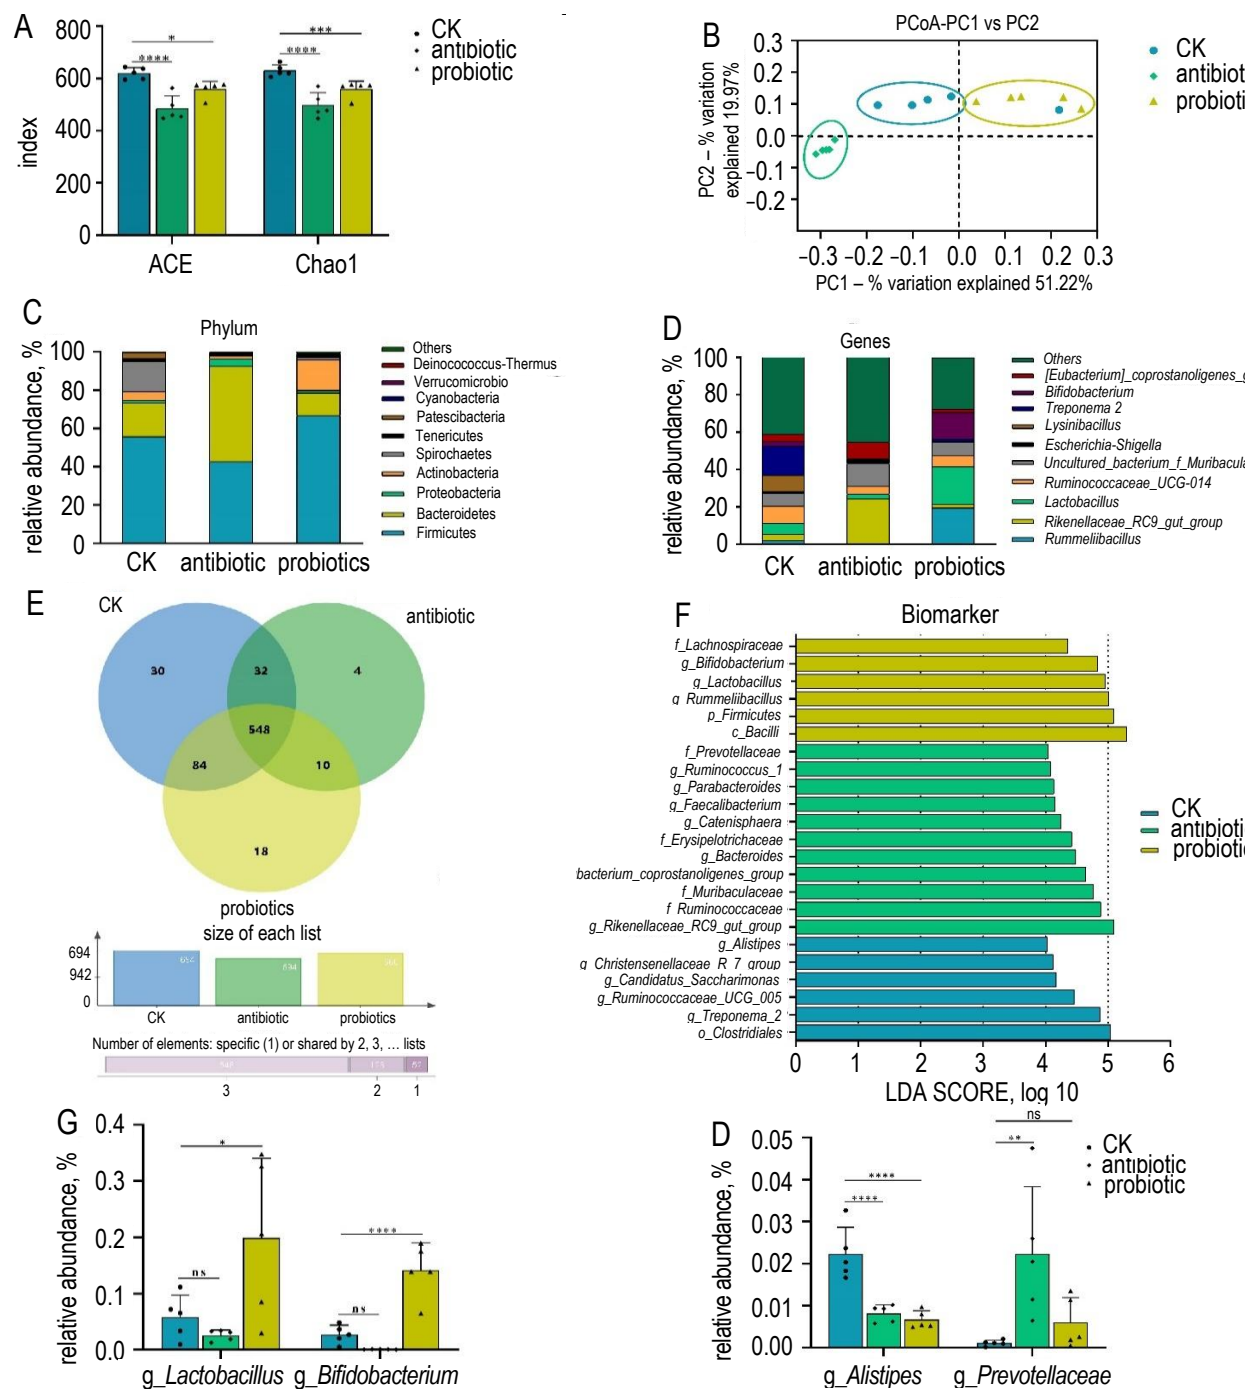 A
800
600
400
200
0
index
*
****
***
****
ACE
Chao1
CK
antibiotic
probiotic
B
PCoA-PC1 vs PC2
0.3
0.2
0.1
0.0
−0.1
−0.2
PC2 – % variation
explained 19.97%
−0.3 −0.2 −0.1 0.0 0.1 0.2 0.3
PC1 – % variation explained 51.22%
CK
antibiot
probioti
C
Phylum
relative abundance, %
100
80
60
40
20
0
CK antibiotic probiotics
Others
Deinococcus-Thermus
Verrucomicrobio
Cyanobacteria
Patescibacteria
Tenericutes
Spirochaetes
Actinobacteria
Proteobacteria
Bacteroidetes
Firmicutes
D
Genes
relative abundance, %
100
80
60
40
20
0
CK antibiotic probiotics
Others
[Eubacterium]_coprostanoligenes_g
Bifidobacterium
Treponema 2
Lysinibacillus
Escherichia-Shigella
Uncultured_bacterium_f_Muribacula
Ruminococcaceae_UCG-014
Lactobacillus
Rikenellaceae_RC9_gut_group
Rummeliibacillus
E
CK
antibiotic
30
32
4
548
84
10
18
probiotics
size of each list
694
942
0
CK antibiotic probiotics
Number of elements: specific (1) or shared by 2, 3, … lists
3 2 1
F
Biomarker
f_Lachnospiraceae
g_Bifidobacterium
g_Lactobacillus
g_Rummeliibacillus
p_Firmicutes
c_Bacilli
f_Prevotellaceae
g_Ruminococcus_1
g_Parabacteroides
g_Faecalibacterium
g_Catenisphaera
f_Erysipelotrichaceae
g_Bacteroides
bacterium_coprostanoligenes_group
f_Muribaculaceae
f_Ruminococcaceae
g_Rikenellaceae_RC9_gut_group
g_Alistipes
g_Christensenellaceae_R_7_group
g_Candidatus_Saccharimonas
g_Ruminococcaceae_UCG_005
g_Treponema_2
o_Clostridiales
0 1 2 3 4 5 6
LDA SCORE, log 10
CK
antibioti
probioti
G
relative abundance, %
0.4
0.3
0.2
0.1
0.0
*
ns
****
ns
g_Lactobacillus g_Bifidobacterium
D
relative abundance, %
0.05
0.04
0.03
0.02
0.01
0.00
****
****
ns
**
g_Alistipes g_Prevotellaceae
CK
antibiotic
probiotic